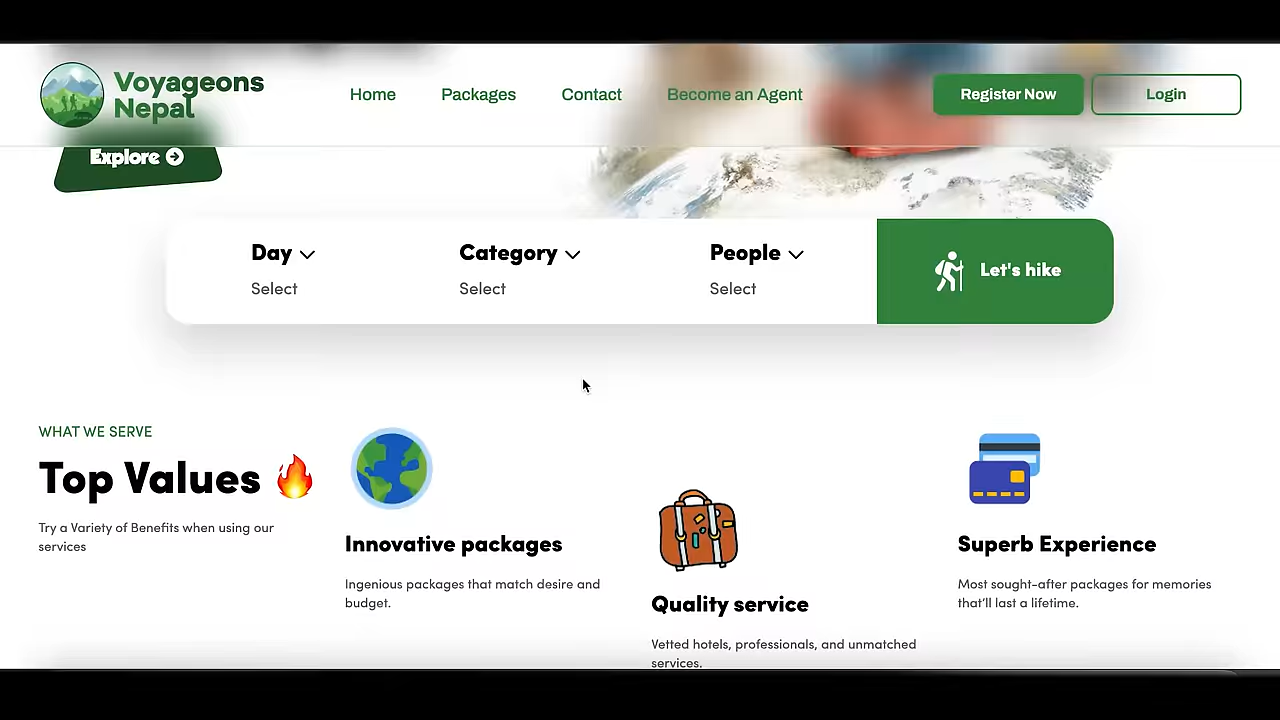 Voyageons
Nepal
Home
Packages
Contact
Become an Agent
Register Now
Login
Explore
Day
Select
Category
Select
People
Select
Let's hike
WHAT WE SERVE
Top Values 🔥
Try a Variety of Benefits when using our
services
Innovative packages
Ingenious packages that match desire and
budget.
Quality service
Vetted hotels, professionals, and unmatched
services.
Superb Experience
Most sought-after packages for memories
that'll last a lifetime.